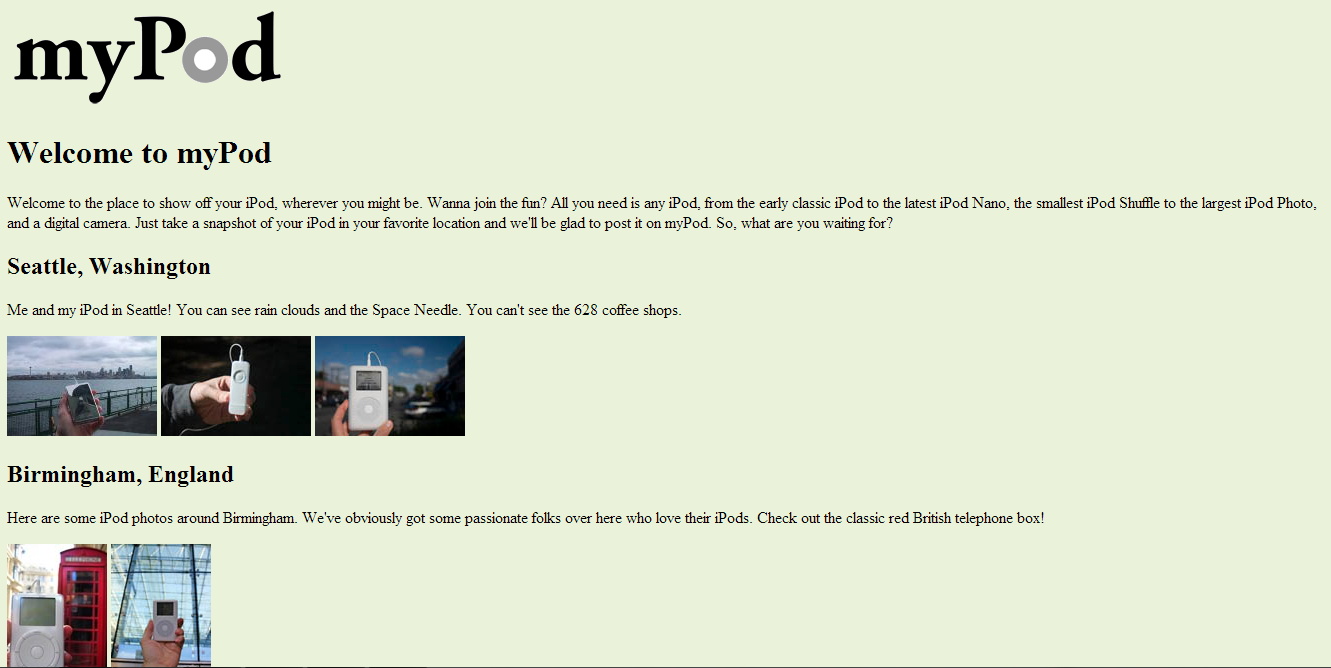 myPod
Welcome to myPod
Welcome to the place to show off your iPod, wherever you might be. Wanna join the fun? All you need is any iPod, from the early classic iPod to the latest iPod Nano, the smallest iPod Shuffle to the largest iPod Photo,
and a digital camera. Just take a snapshot of your iPod in your favorite location and we'll be glad to post it on myPod. So, what are you waiting for?
Seattle, Washington
Me and my iPod in Seattle! You can see rain clouds and the Space Needle. You can't see the 628 coffee shops.
Birmingham, England
Here are some iPod photos around Birmingham. We've obviously got some passionate folks over here who love their iPods. Check out the classic red British telephone box!
TELEPHONE